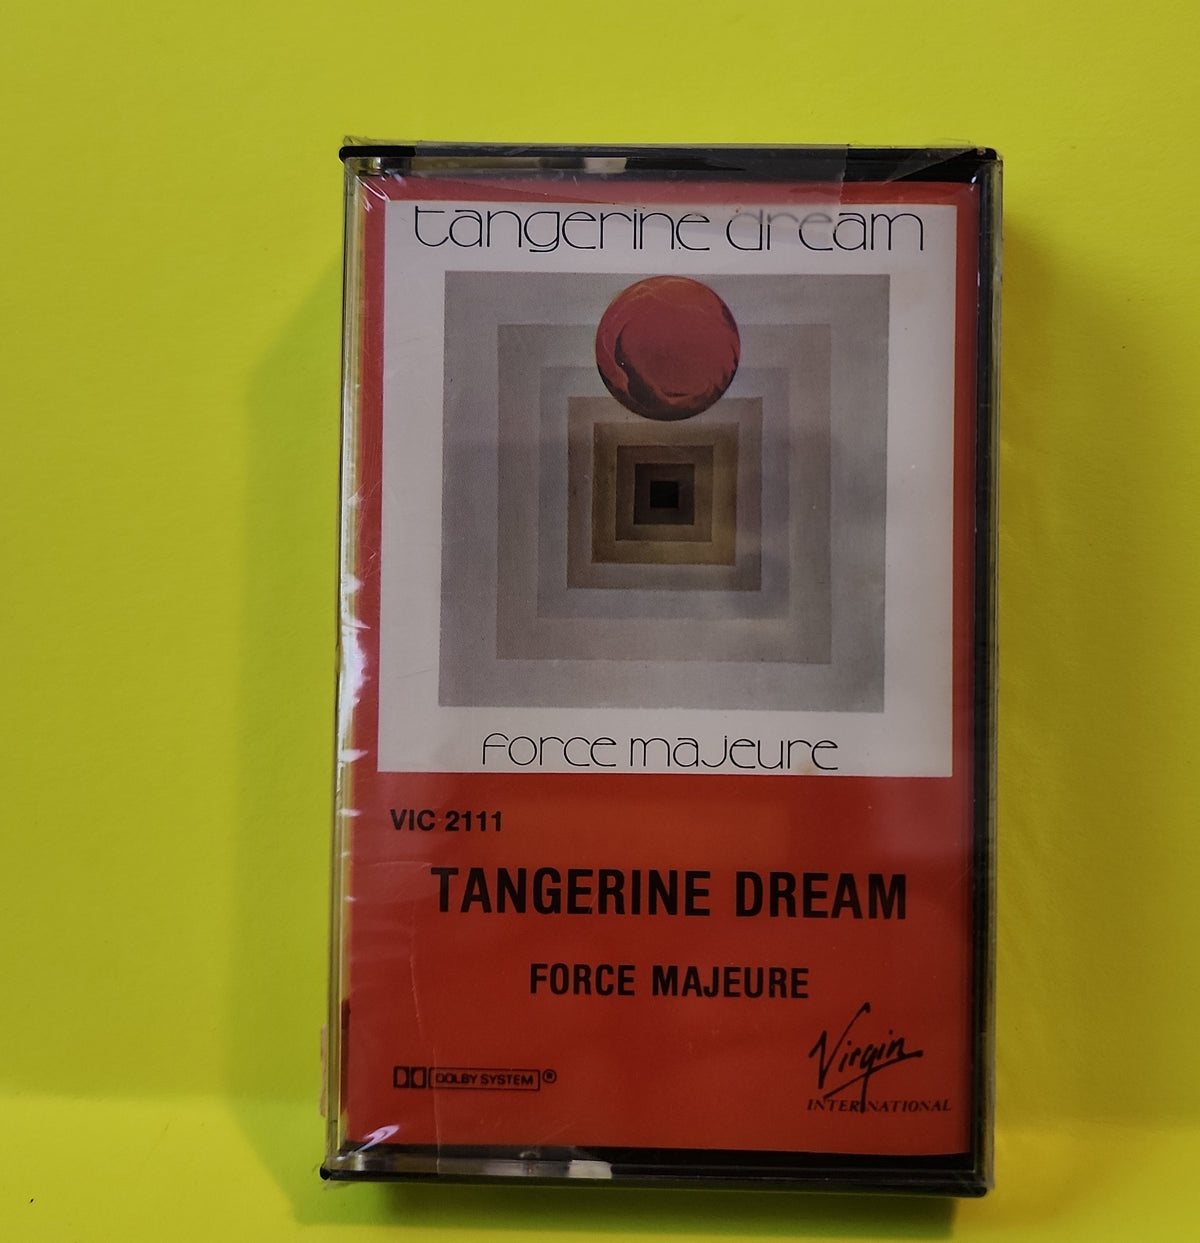 tangerine dream
force majeure
VIC 2111
TANGERINE DREAM
FORCE MAJEURE
Virgin
INTERNATIONAL
DOLBY SYSTEM®